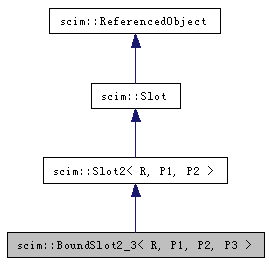 scim::ReferencedObject
scim::Slot
scim::Slot2< R, P1, P2 >
scim::BoundSlot2_3< R, P1, P2, P3 >